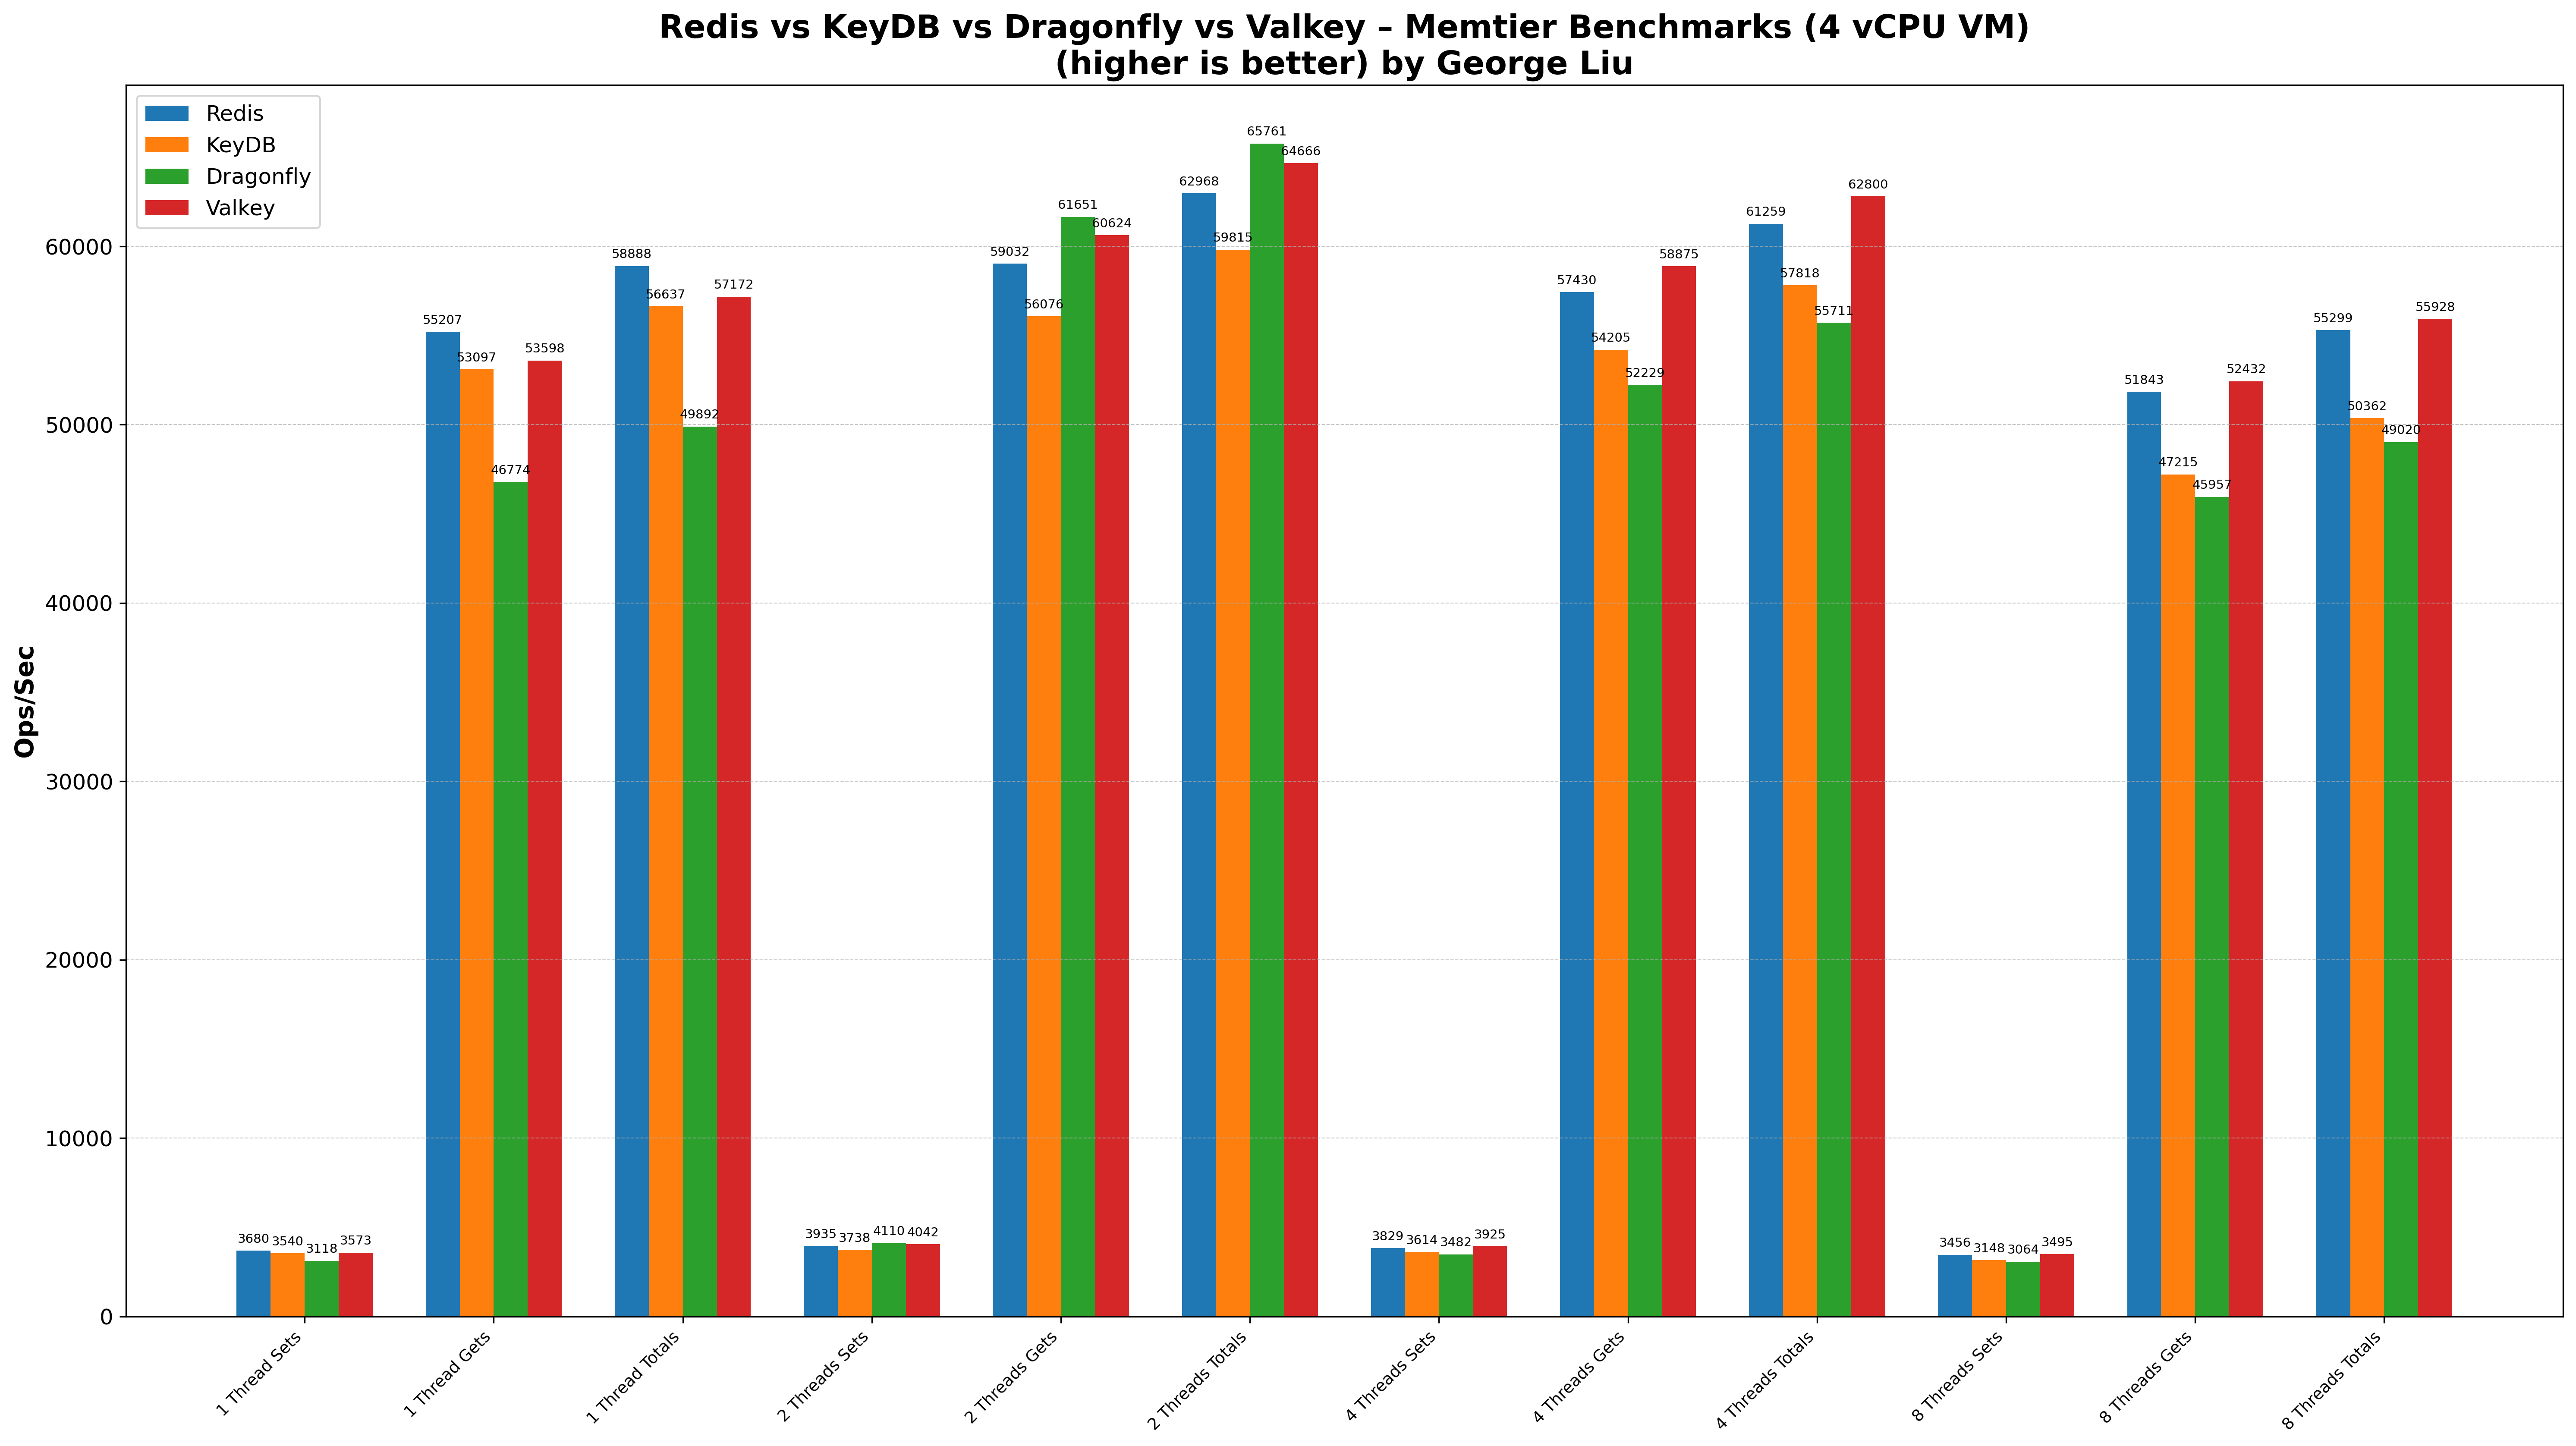 Redis vs KeyDB vs Dragonfly vs Valkey – Memtier Benchmarks (4 vCPU VM)
(higher is better) by George Liu
Redis
KeyDB
Dragonfly
Valkey
Ops/Sec
60000
50000
40000
30000
20000
10000
0
3680 3540 3118 3573
55207 53097 46774 53598
58888 56637 49892 57172
3935 3738 4110 4042
59032 56076 61651 60624
62968 59815 65761 64666
3829 3614 3482 3925
57430 54205 52229 58875
61259 57818 55711 62800
3456 3148 3064 3495
51843 47215 45957 52432
55299 50362 49020 55928
1 Thread Sets
1 Thread Gets
1 Thread Totals
2 Threads Sets
2 Threads Gets
2 Threads Totals
4 Threads Sets
4 Threads Gets
4 Threads Totals
8 Threads Sets
8 Threads Gets
8 Threads Totals